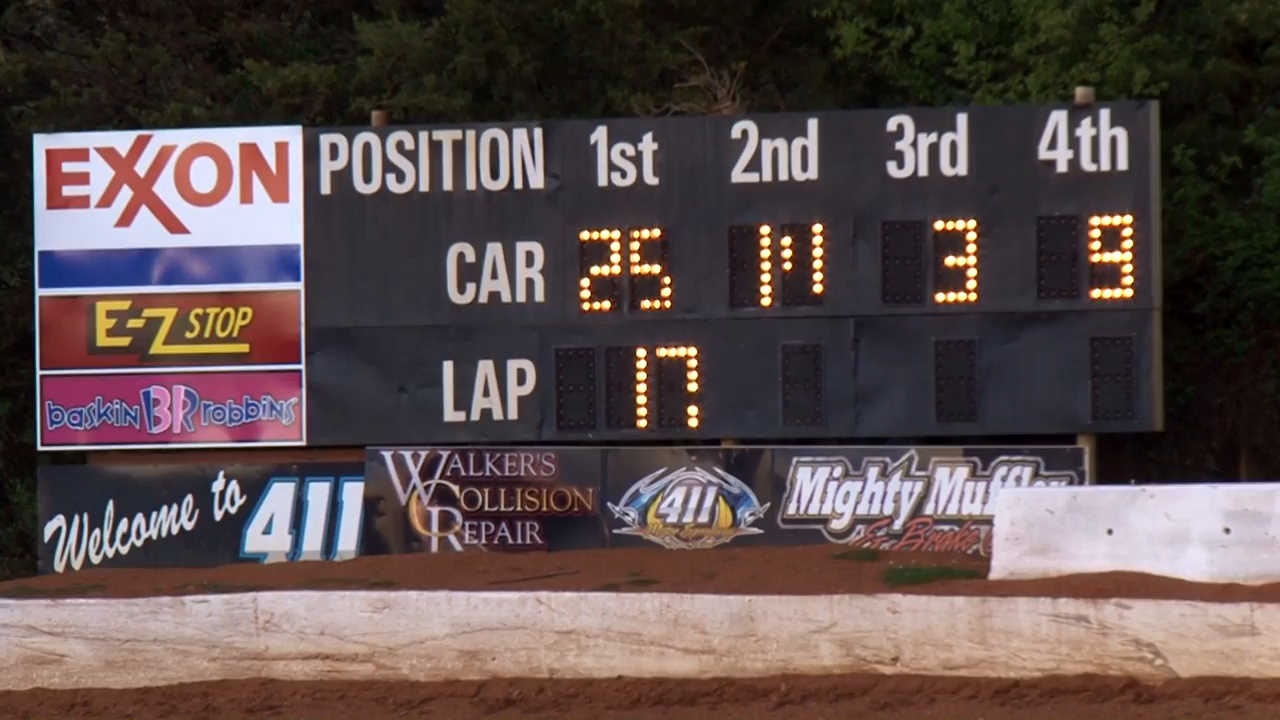 EXXON
POSITION 1st 2nd 3rd 4th
CAR 25 3 9
E-Z STOP
LAP 17
baskin BR robbins
Welcome to 411
WALKER'S
COLLISION
REPAIR
411
Mighty Muffler
& Brake